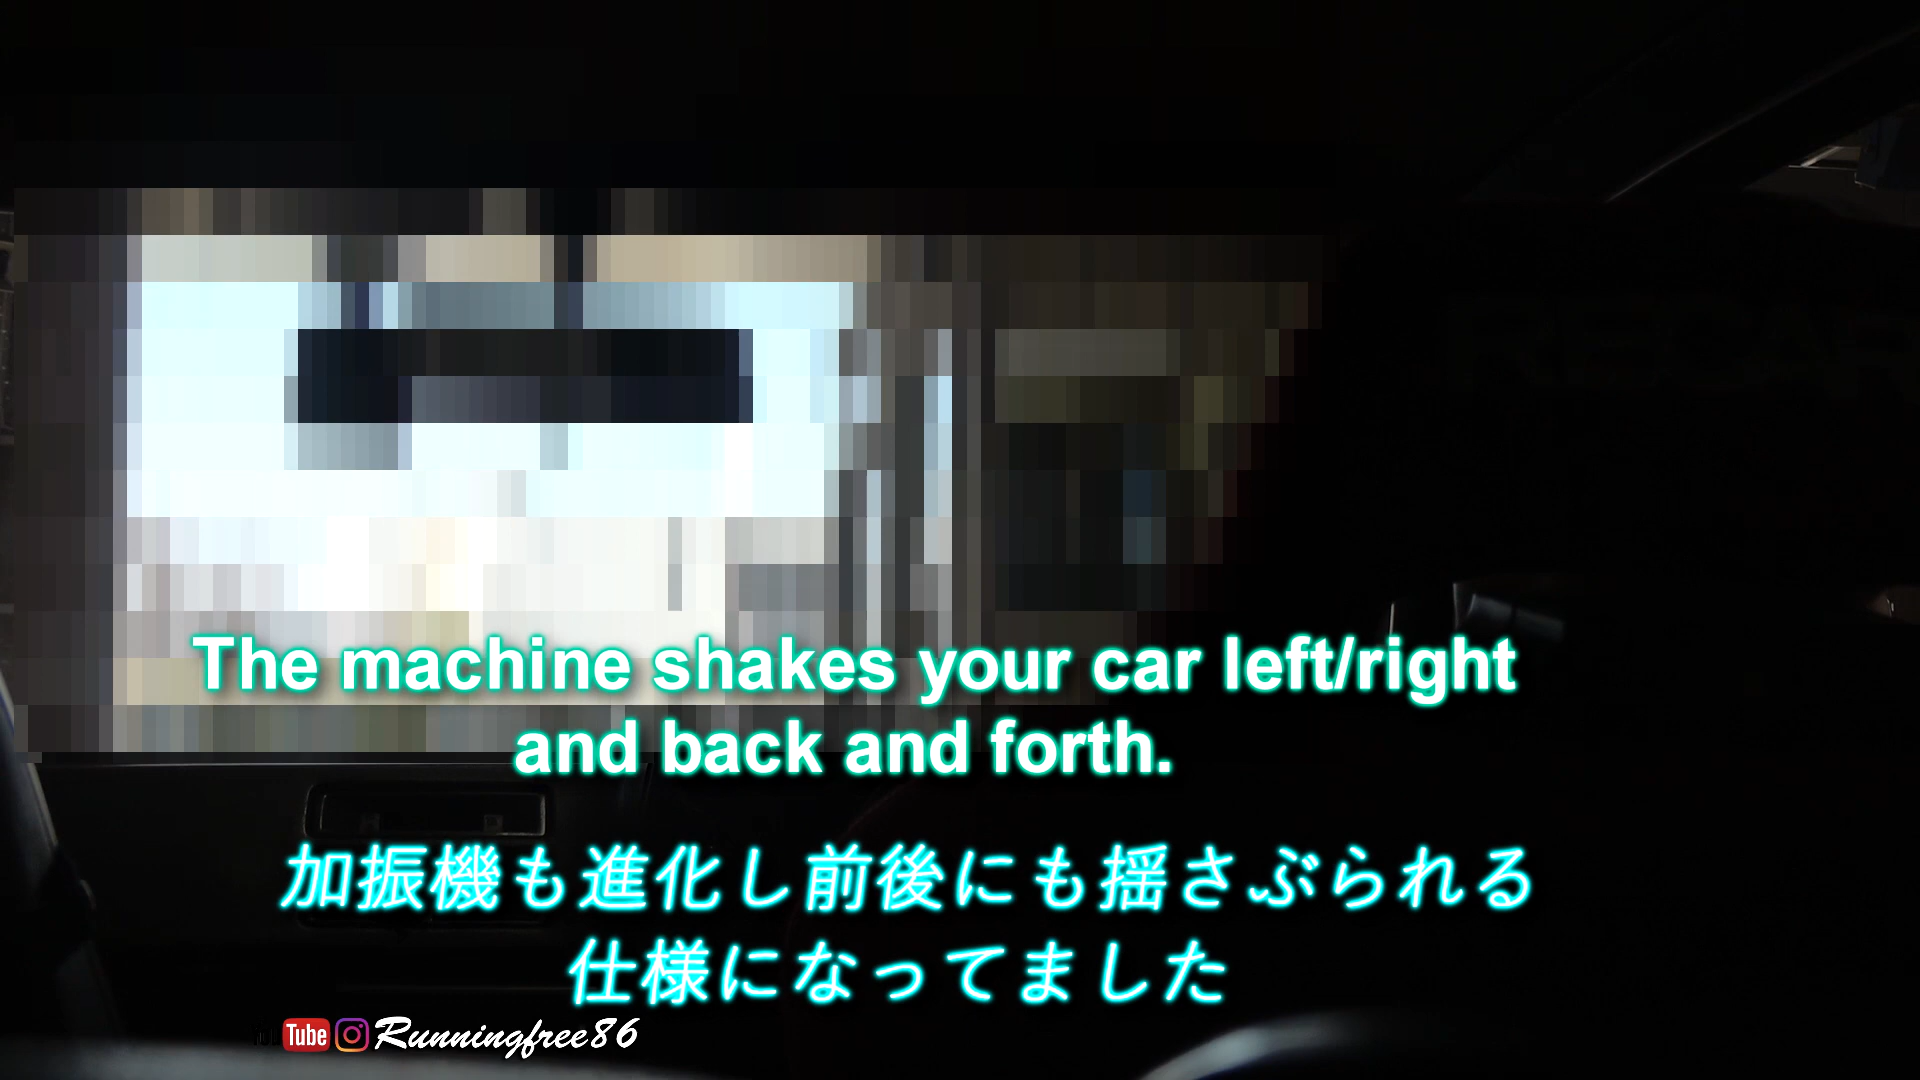 The machine shakes your car left/right
and back and forth.
加振機も進化し前後にも揺さぶられる
仕様になってました
Tube Runningfree86